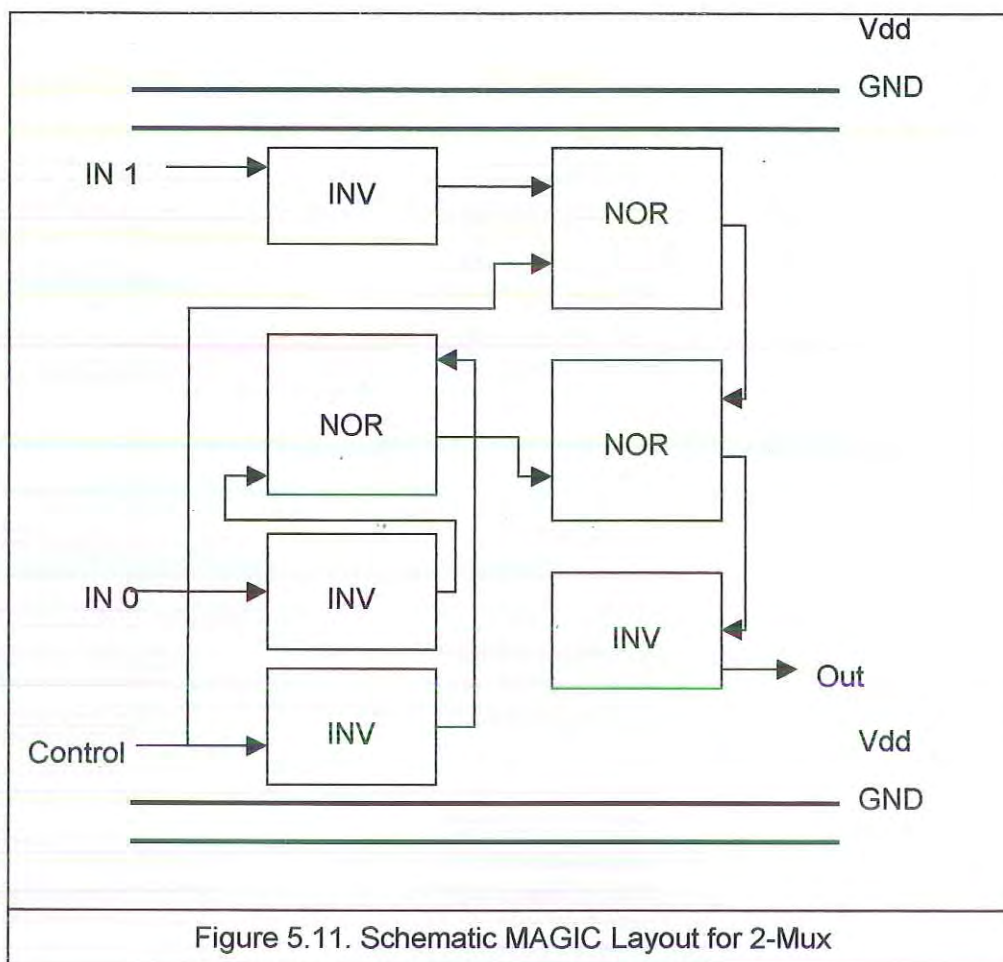 Vdd
GND
IN 1
INV
NOR
NOR
NOR
IN 0
INV
INV
Out
INV
Control
Vdd
GND
Figure 5.11. Schematic MAGIC Layout for 2-Mux